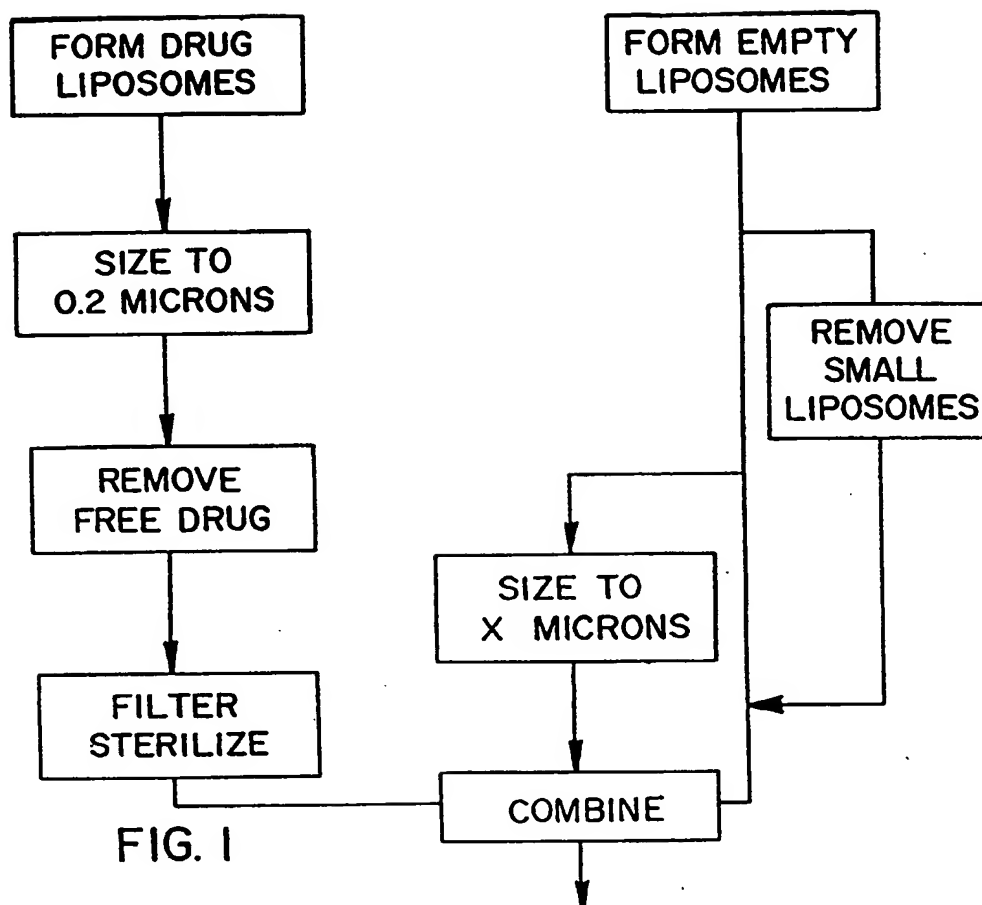 FORM DRUG
LIPOSOMES
SIZE TO
0.2 MICRONS
REMOVE
FREE DRUG
FILTER
STERILIZE
FORM EMPTY
LIPOSOMES
REMOVE
SMALL
LIPOSOMES
SIZE TO
X MICRONS
COMBINE
FIG. 1